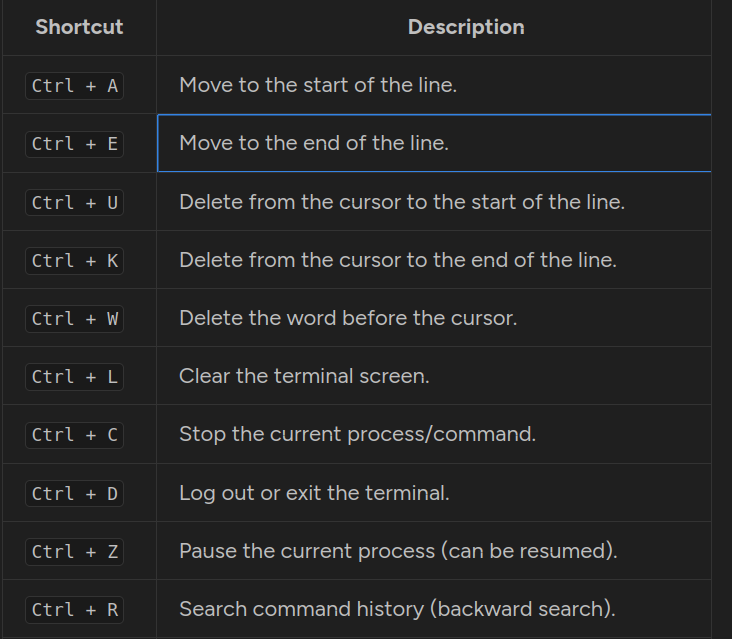 Shortcut Description
Ctrl + A Move to the start of the line.
Ctrl + E Move to the end of the line.
Ctrl + U Delete from the cursor to the start of the line.
Ctrl + K Delete from the cursor to the end of the line.
Ctrl + W Delete the word before the cursor.
Ctrl + L Clear the terminal screen.
Ctrl + C Stop the current process/command.
Ctrl + D Log out or exit the terminal.
Ctrl + Z Pause the current process (can be resumed).
Ctrl + R Search command history (backward search).